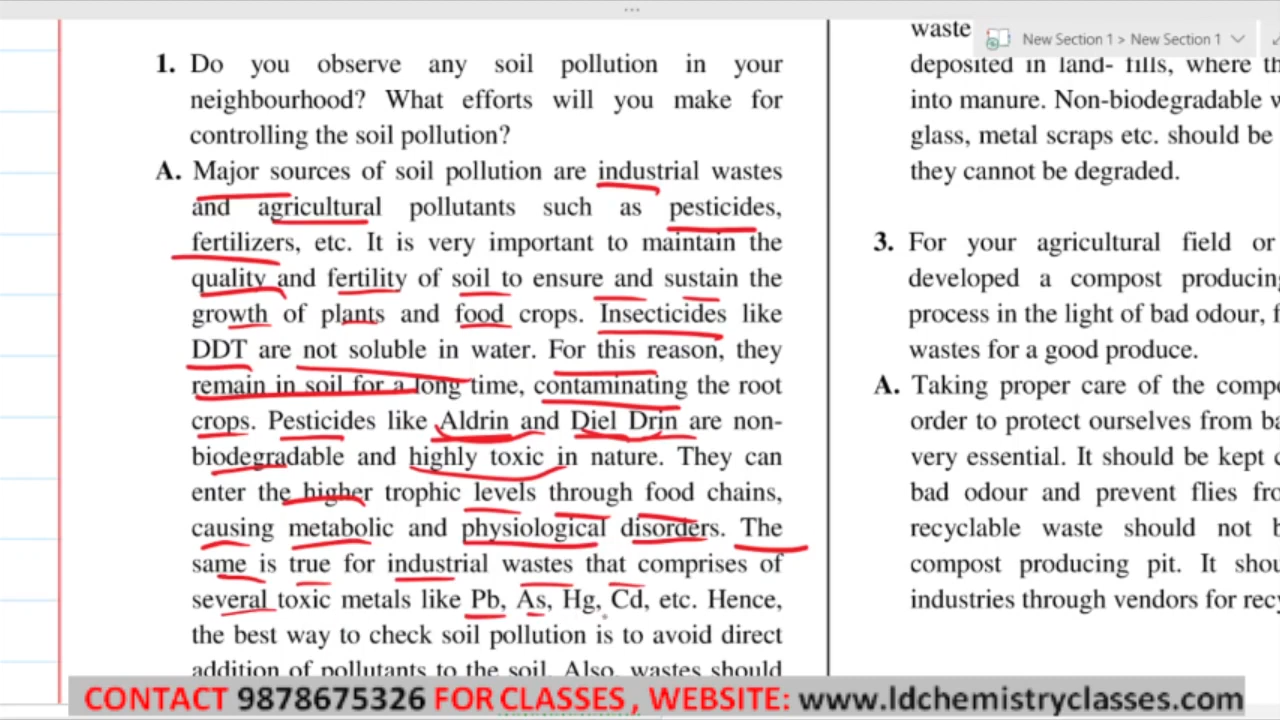 1. Do you observe any soil pollution in your
neighbourhood? What efforts will you make for
controlling the soil pollution?
A. Major sources of soil pollution are industrial wastes
and agricultural pollutants such as pesticides,
fertilizers, etc. It is very important to maintain the
quality and fertility of soil to ensure and sustain the
growth of plants and food crops. Insecticides like
DDT are not soluble in water. For this reason, they
remain in soil for a long time, contaminating the root
crops. Pesticides like Aldrin and Diel Drin are non-
biodegradable and highly toxic in nature. They can
enter the higher trophic levels through food chains,
causing metabolic and physiological disorders. The
same is true for industrial wastes that comprises of
several toxic metals like Pb, As, Hg, Cd, etc. Hence,
the best way to check soil pollution is to avoid direct
addition of pollutants to the soil. Also, wastes should
waste
New Section 1 > New Section 1
deposited in land- fills, where
into manure. Non-biodegradable
glass, metal scraps etc. should be
they cannot be degraded.
3. For your agricultural field or
developed a compost producing
process in the light of bad odour,
wastes for a good produce.
A. Taking proper care of the
order to protect ourselves from
very essential. It should be kept
bad odour and prevent flies
recyclable waste should not
compost producing pit. It
industries through vendors for
CONTACT 9878675326 FOR CLASSES , WEBSITE: www.ldchemistryclasses.com